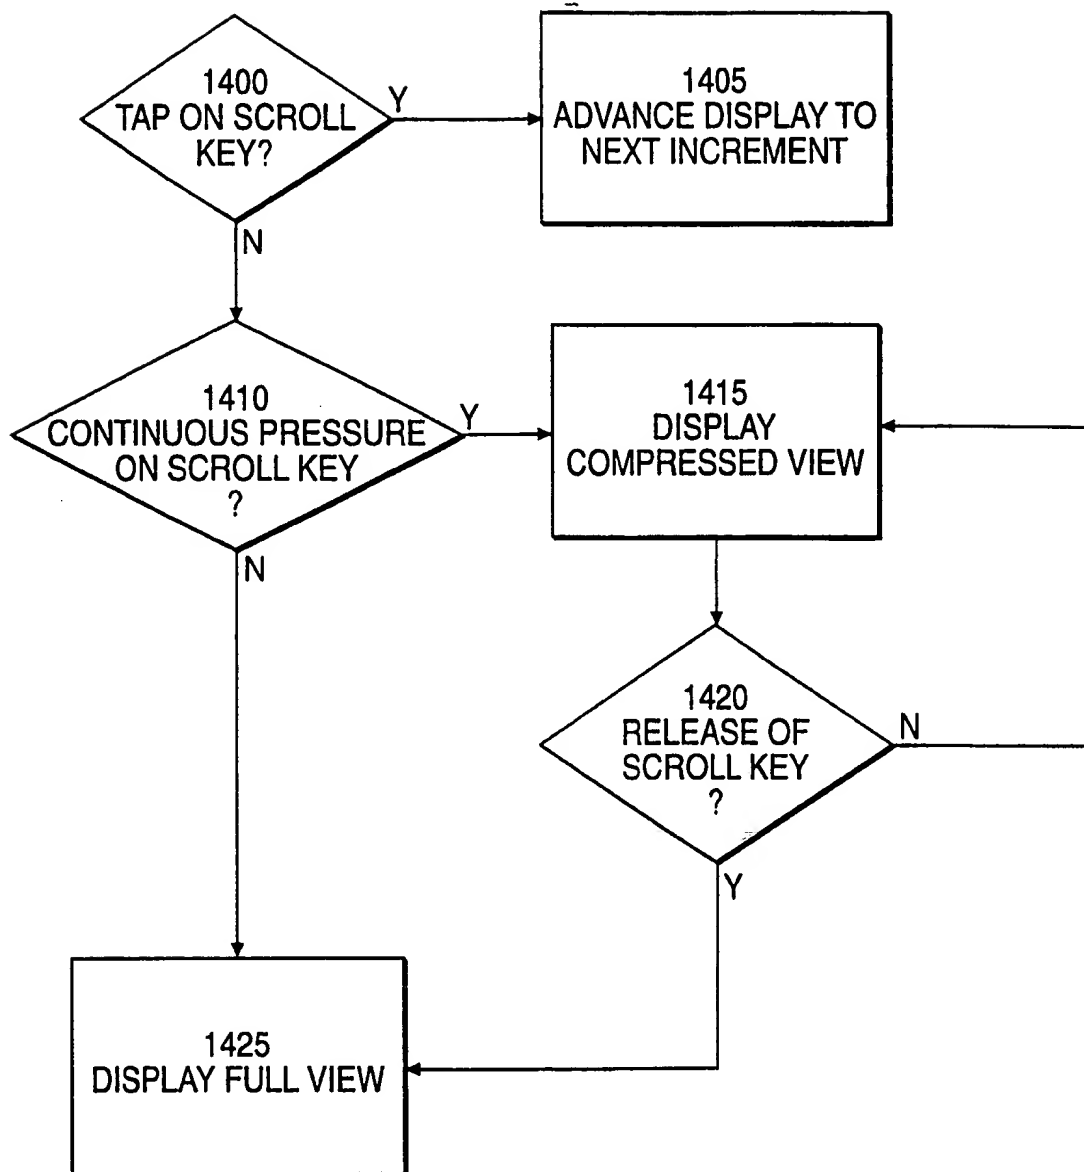 1400
TAP ON SCROLL
KEY?
Y
N
1405
ADVANCE DISPLAY TO
NEXT INCREMENT
1410
CONTINUOUS PRESSURE
ON SCROLL KEY
?
Y
N
1415
DISPLAY
COMPRESSED VIEW
1420
RELEASE OF
SCROLL KEY
?
N
Y
1425
DISPLAY FULL VIEW